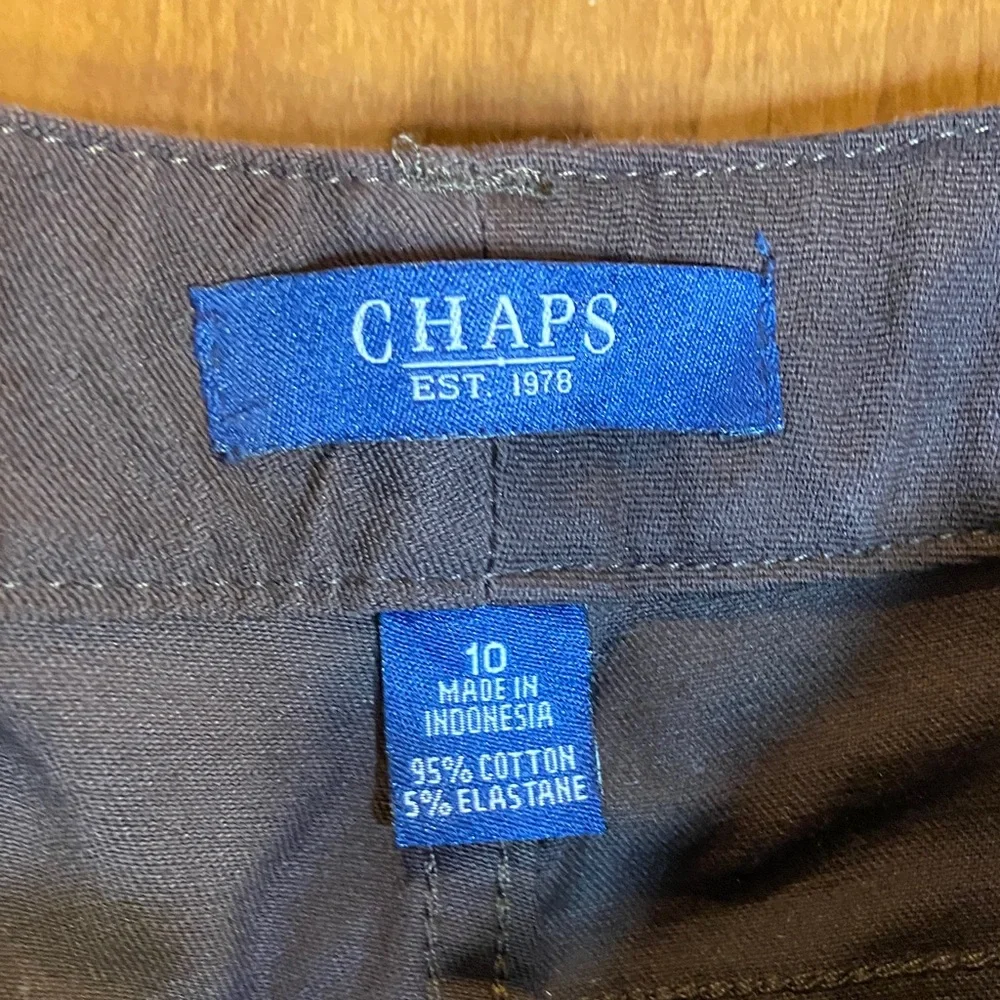 CHAPS
EST. 1978
10
MADE IN
INDONESIA
95% COTTON
5% ELASTANE